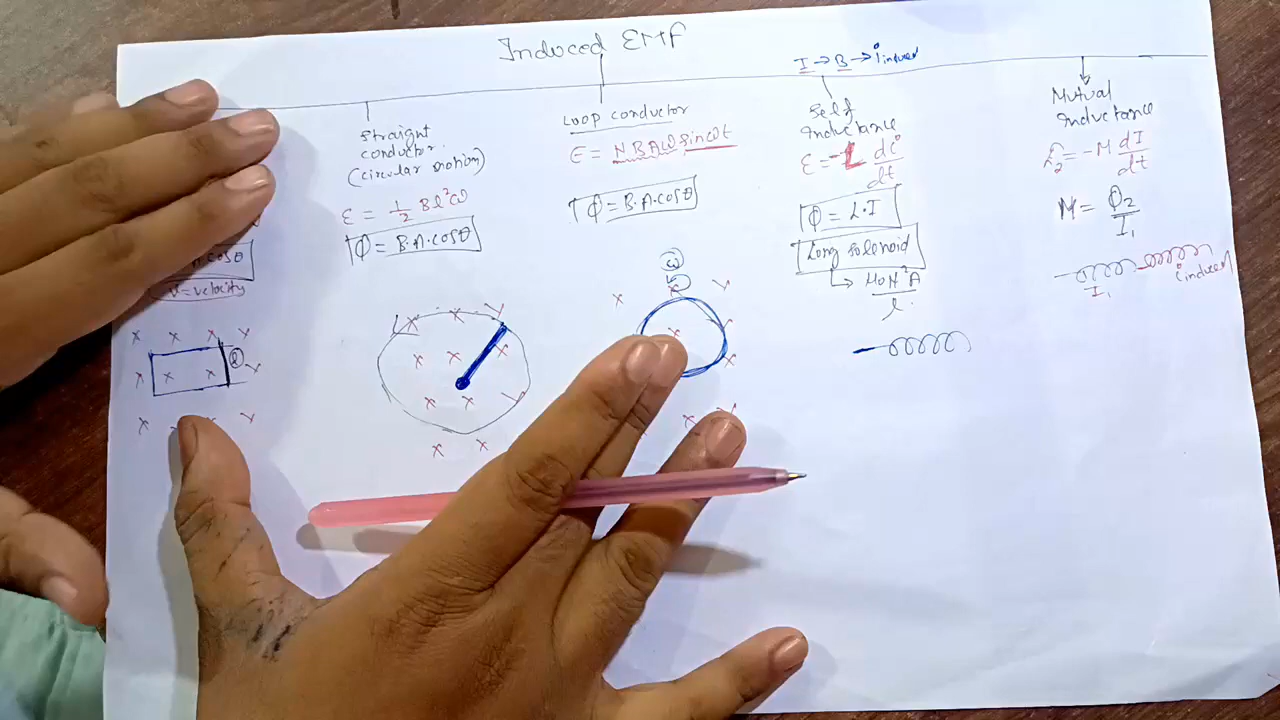 Induced EMF
Straight
conductor
(circular motion)
ε = 1/2 Bl²ω
Φ = B·A·cosθ
cosθ
v = velocity
l
Loop conductor
ε = NBAω sinωt
Φ = B·A·cosθ
ω
I → B → i induced
Self
Inductance
ε = -L di/dt
Φ = L·I
Long solenoid
↳ μ₀N²A/l
Mutual
Inductance
ε₂ = -M dI/dt
M = Φ₂/I₁
I₁
i induced